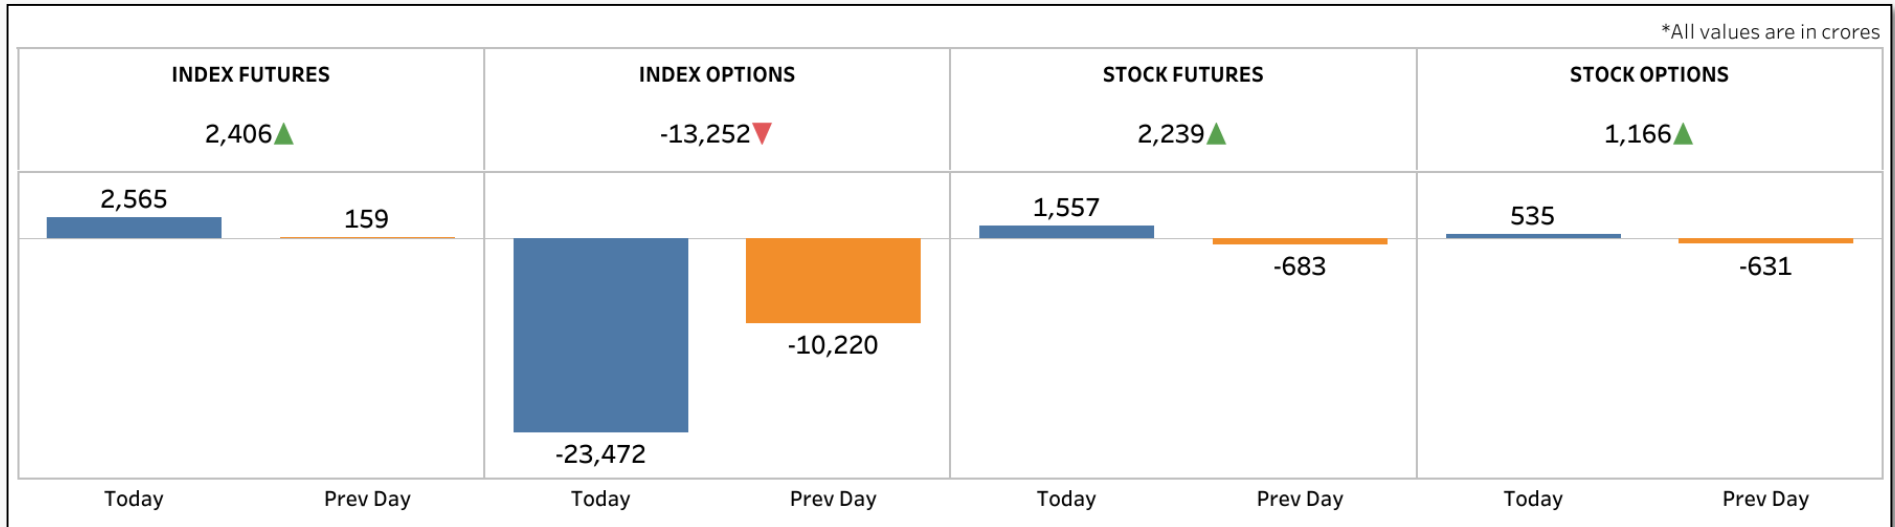 *All values are in crores
INDEX FUTURES
INDEX OPTIONS
STOCK FUTURES
STOCK OPTIONS
2,406▲
-13,252▼
2,239▲
1,166▲
2,565
159
-23,472
-10,220
1,557
-683
535
-631
Today
Prev Day
Today
Prev Day
Today
Prev Day
Today
Prev Day